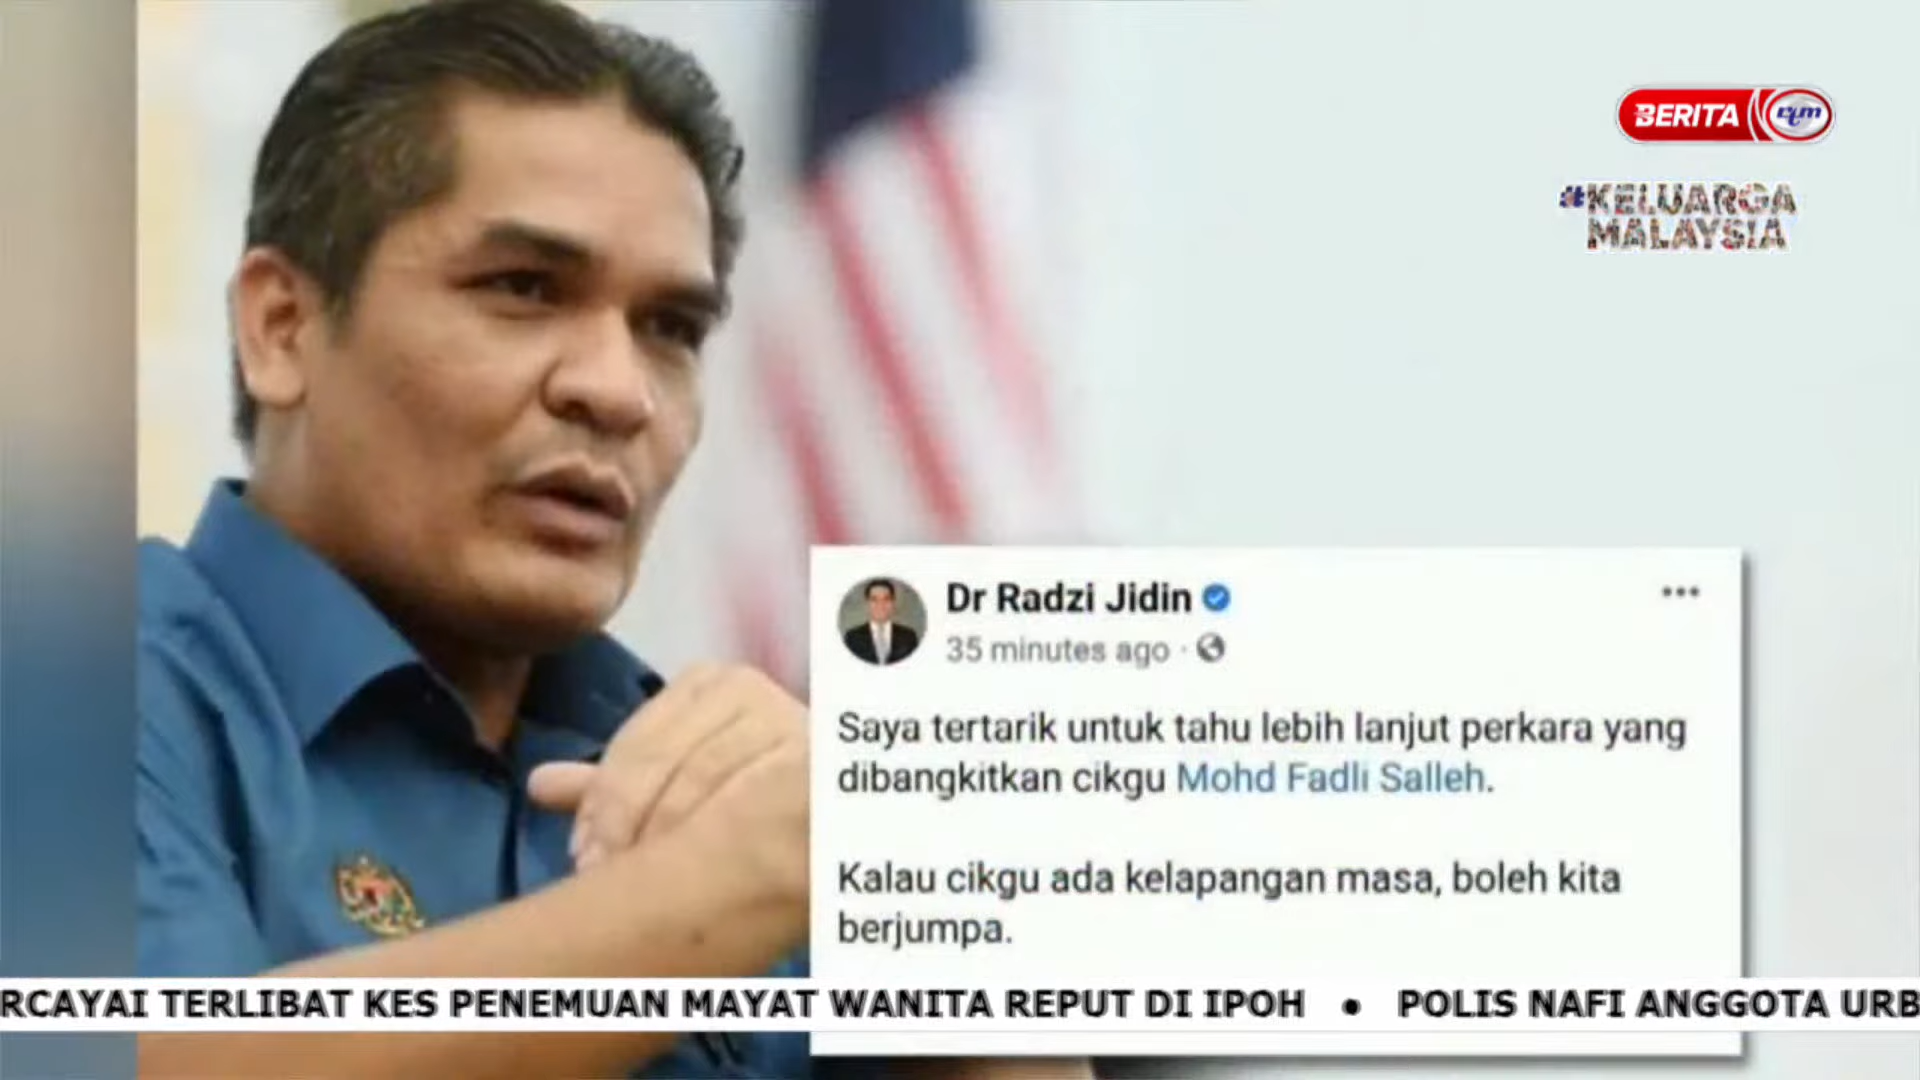 BERITA rtm
#KELUARGA
MALAYSIA
Dr Radzi Jidin
35 minutes ago ·
Saya tertarik untuk tahu lebih lanjut perkara yang
dibangkitkan cikgu Mohd Fadli Salleh.
Kalau cikgu ada kelapangan masa, boleh kita
berjumpa.
RCAYAI TERLIBAT KES PENEMUAN MAYAT WANITA REPUT DI IPOH • POLIS NAFI ANGGOTA URB